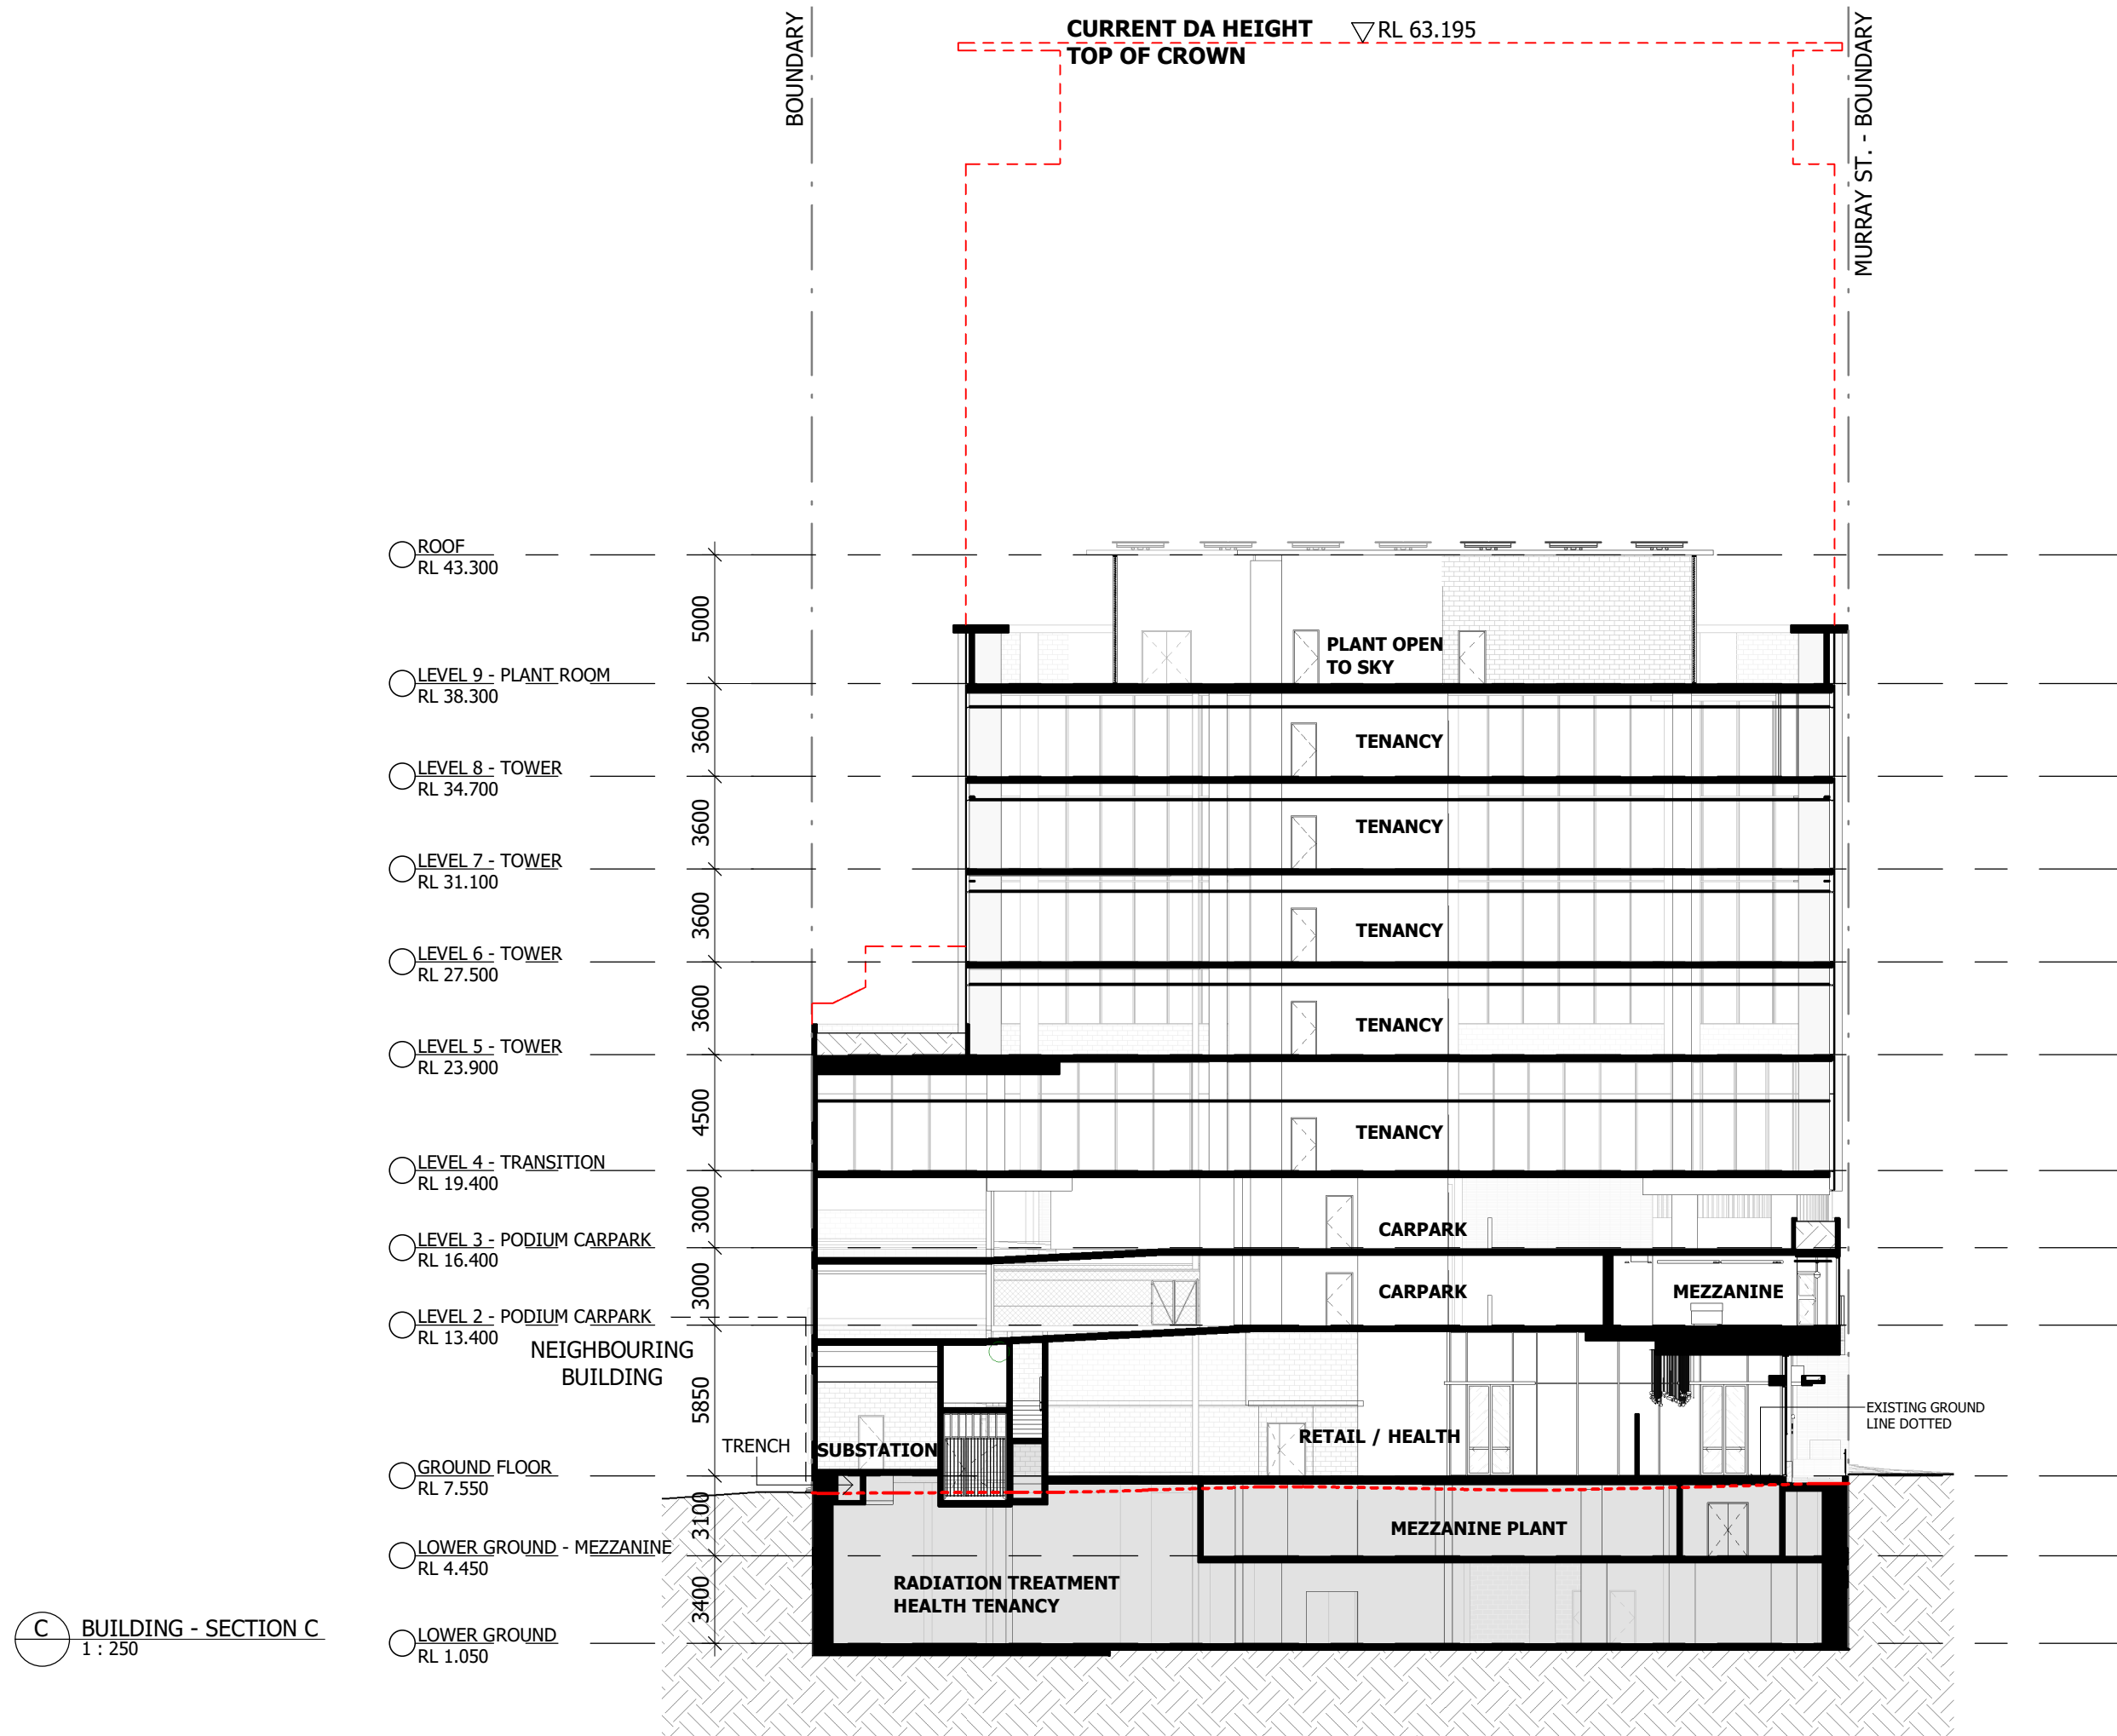 BOUNDARY
CURRENT DA HEIGHT
TOP OF CROWN
RL 63.195
MURRAY ST. - BOUNDARY
ROOF
RL 43.300
5000
PLANT OPEN
TO SKY
LEVEL 9 - PLANT ROOM
RL 38.300
3600
TENANCY
LEVEL 8 - TOWER
RL 34.700
3600
TENANCY
LEVEL 7 - TOWER
RL 31.100
3600
TENANCY
LEVEL 6 - TOWER
RL 27.500
3600
TENANCY
LEVEL 5 - TOWER
RL 23.900
4500
TENANCY
LEVEL 4 - TRANSITION
RL 19.400
3000
CARPARK
LEVEL 3 - PODIUM CARPARK
RL 16.400
3000
CARPARK
MEZZANINE
LEVEL 2 - PODIUM CARPARK
RL 13.400
NEIGHBOURING
BUILDING
5850
EXISTING GROUND
LINE DOTTED
TRENCH
SUBSTATION
RETAIL / HEALTH
GROUND FLOOR
RL 7.550
3100
MEZZANINE PLANT
LOWER GROUND - MEZZANINE
RL 4.450
3400
RADIATION TREATMENT
HEALTH TENANCY
LOWER GROUND
RL 1.050
C
BUILDING - SECTION C
1 : 250